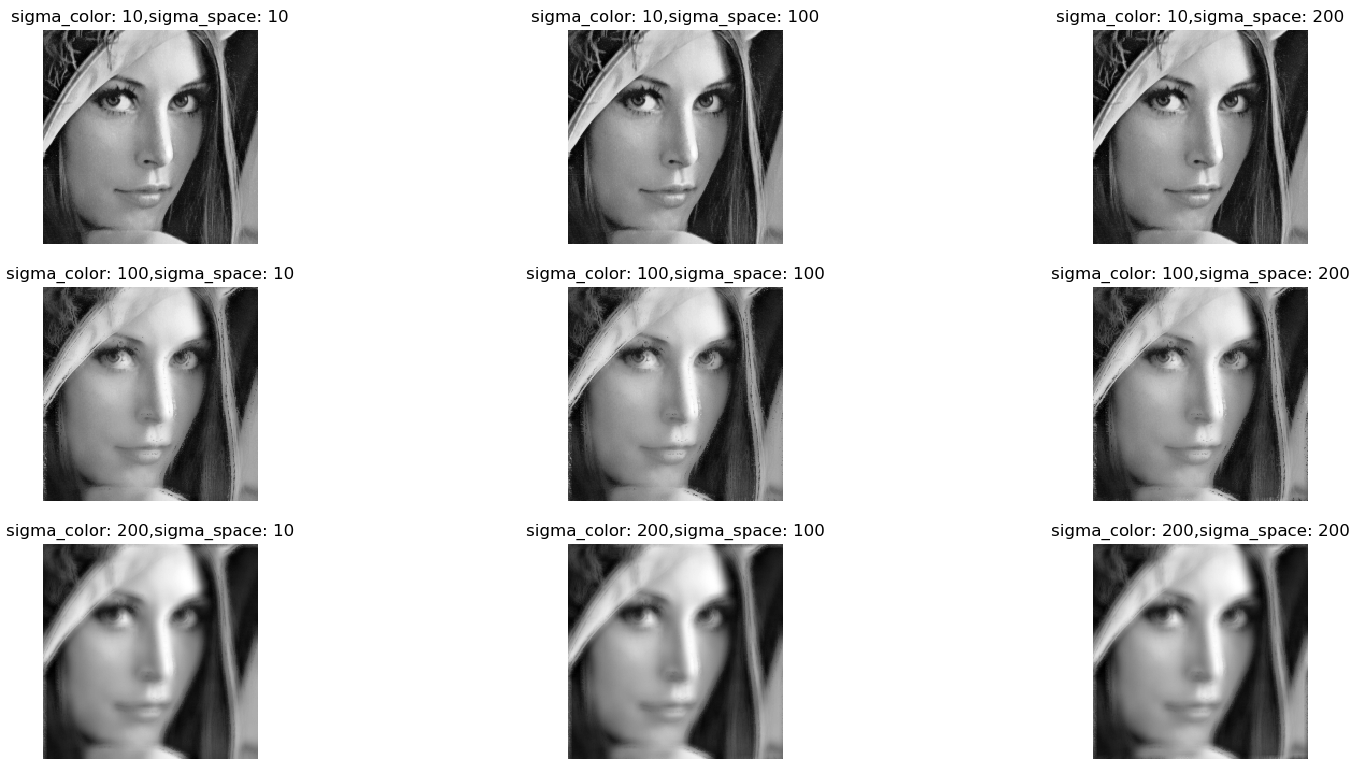 sigma_color: 10,sigma_space: 10
sigma_color: 10,sigma_space: 100
sigma_color: 10,sigma_space: 200
sigma_color: 100,sigma_space: 10
sigma_color: 100,sigma_space: 100
sigma_color: 100,sigma_space: 200
sigma_color: 200,sigma_space: 10
sigma_color: 200,sigma_space: 100
sigma_color: 200,sigma_space: 200